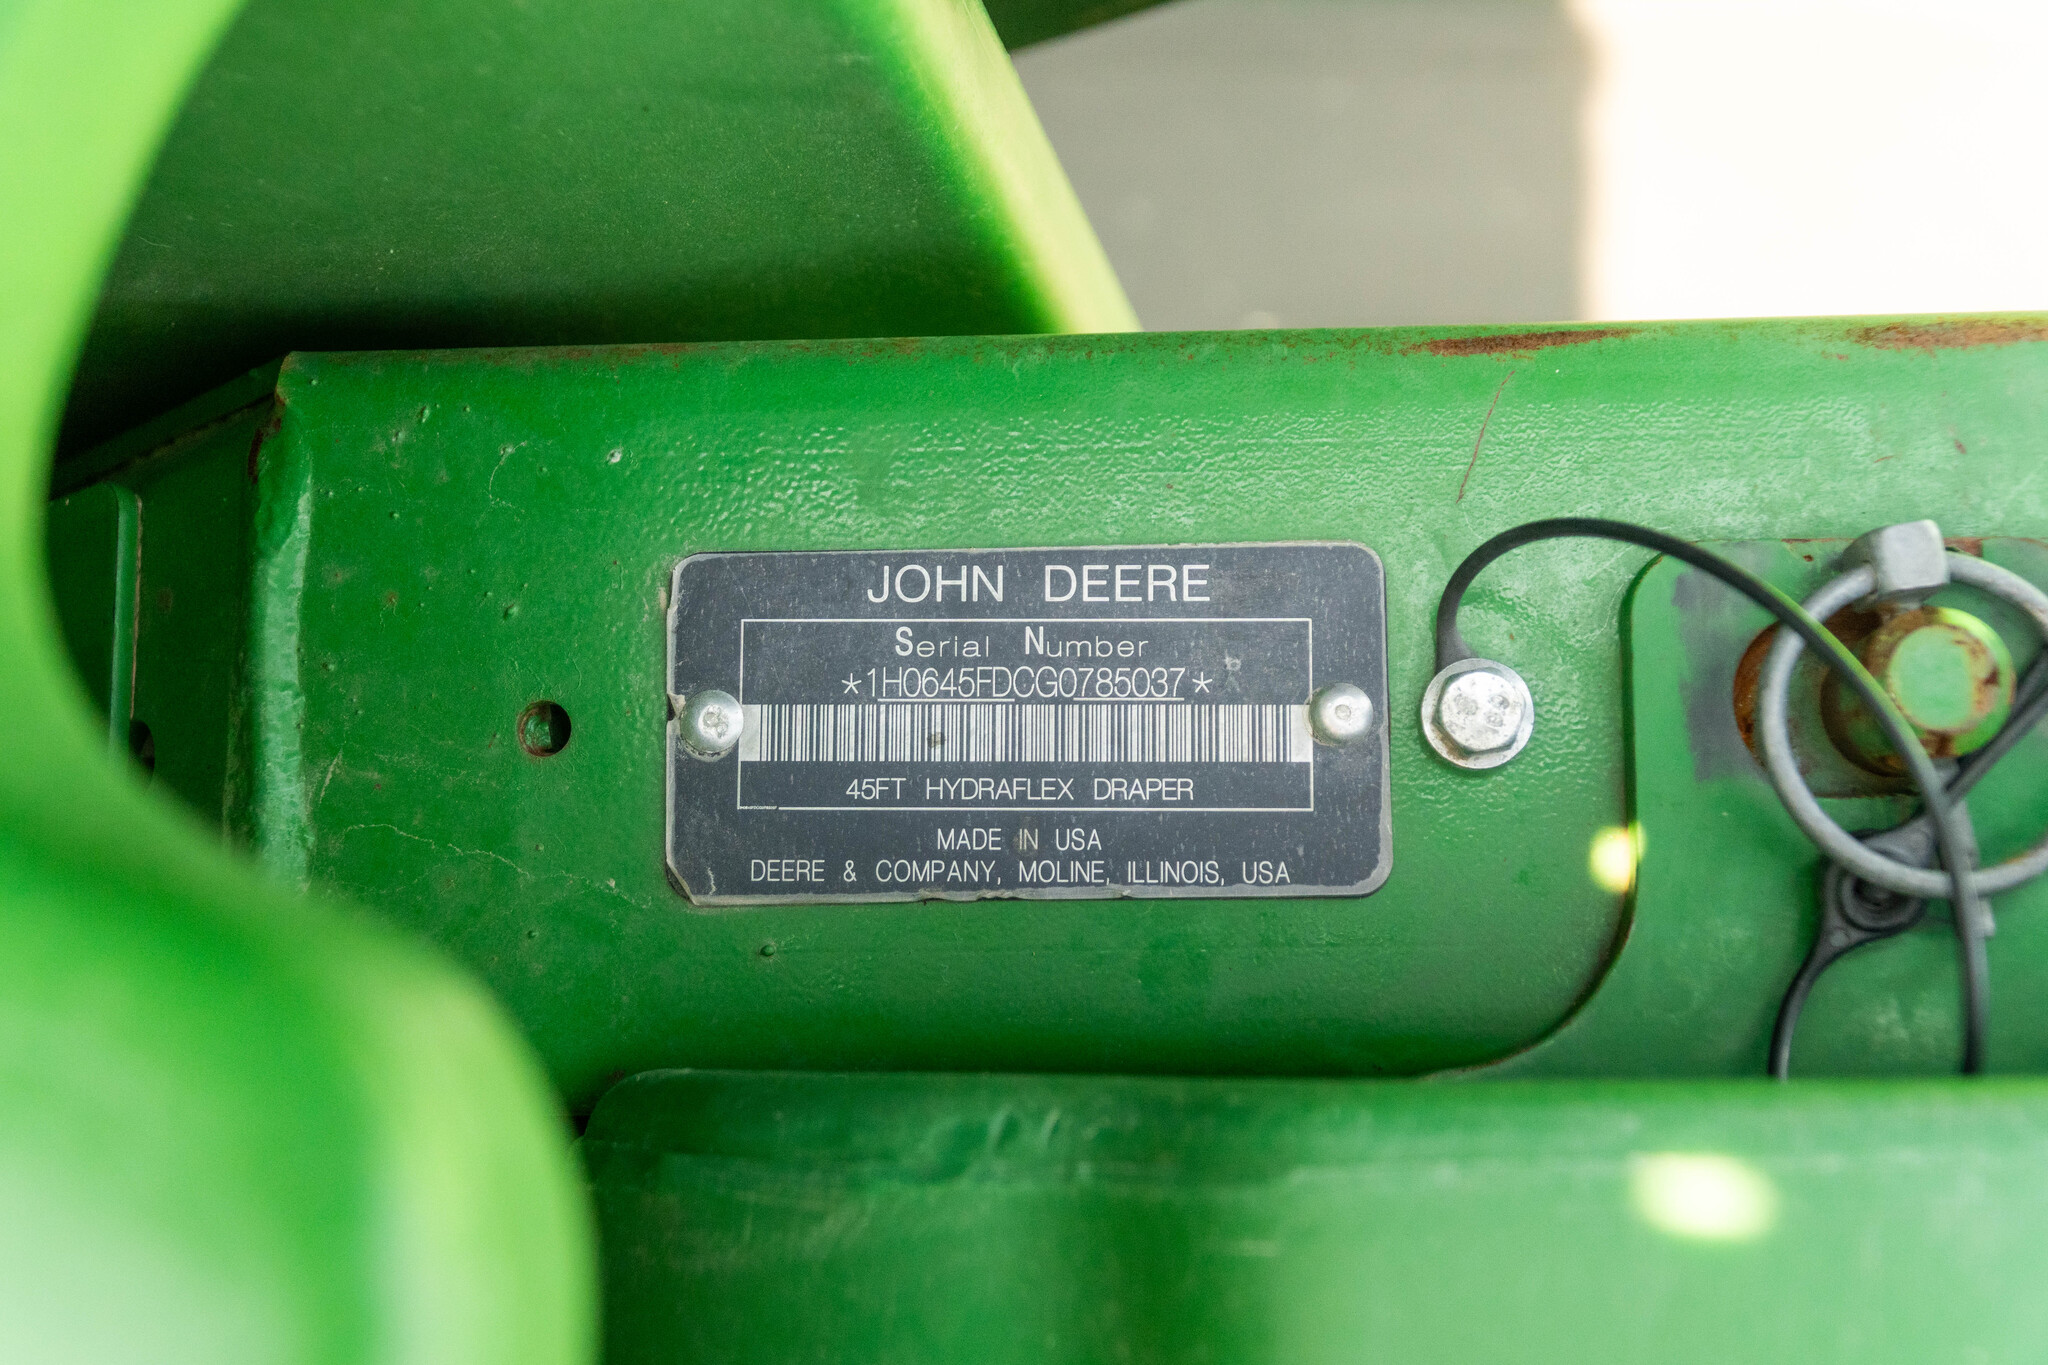 JOHN DEERE
Serial Number
*1H0645FDCG0785037*
45FT HYDRAFLEX DRAPER
MADE IN USA
DEERE & COMPANY, MOLINE, ILLINOIS, USA